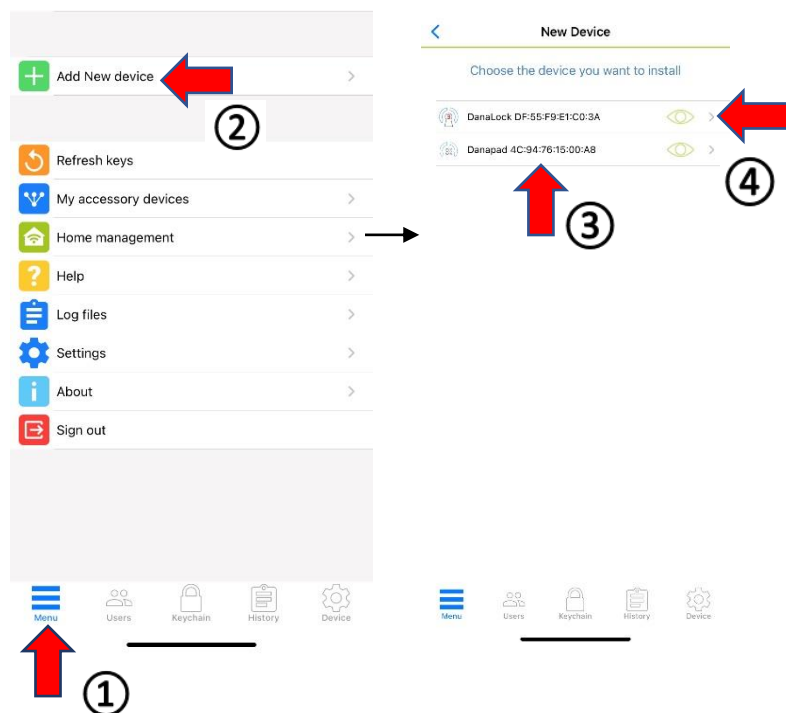 Add New device
②
Refresh keys
My accessory devices
Home management
Help
Log files
Settings
About
Sign out
Menu
Users
Keychain
History
Device
①
New Device
Choose the device you want to install
DanaLock DF:55:F9:E1:C0:3A
Danapad 4C:94:76:15:00:A8
④
③
Menu
Users
Keychain
History
Device